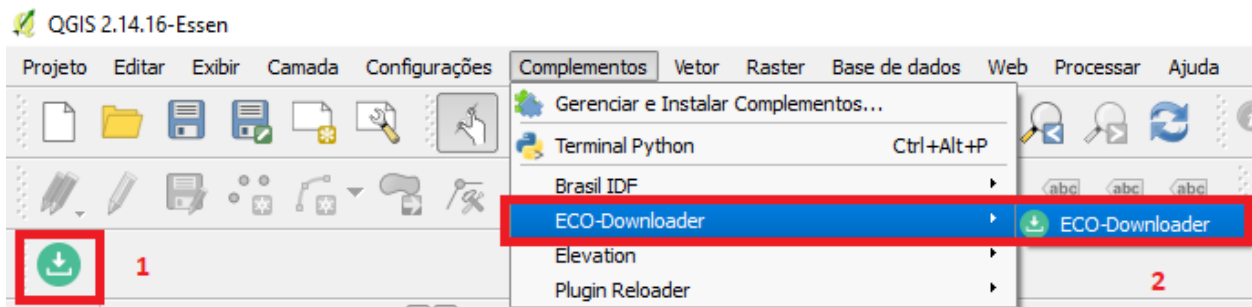 QGIS 2.14.16-Essen
Projeto Editar Exibir Camada Configurações Complementos Vetor Raster Base de dados Web Processar Ajuda
Gerenciar e Instalar Complementos...
Terminal Python Ctrl+Alt+P
Brasil IDF abc abc abc
ECO-Downloader ECO-Downloader
Elevation
1
2
Plugin Reloader